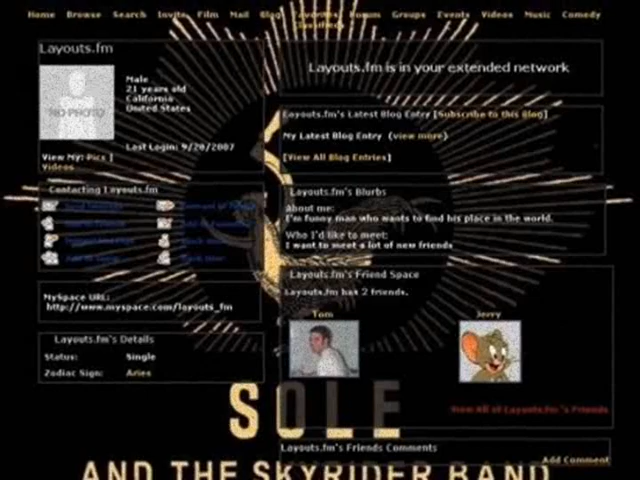 Home Browse Search Invite Film Mail Blog Favorites Forum Groups Events Videos Music Comedy
Classifieds
Layouts.fm
NO PHOTO
Male
21 years old
California
United States
Last Login: 9/20/2007
View My: Pics |
Videos
Contacting Layouts.fm
MySpace URL:
http://www.myspace.com/layouts_fm
Layouts.fm's Details
Status: Single
Zodiac Sign: Aries
Layouts.fm is in your extended network
Layouts.fm's Latest Blog Entry [Subscribe to this Blog]
My Latest Blog Entry (view more)
[View All Blog Entries]
Layouts.fm's Blurbs
About me:
I'm funny man who wants to find his place in the world.
Who I'd like to meet:
I want to meet a lot of new friends
Layouts.fm's Friend Space
Layouts.fm has 2 friends.
Tom Jerry
View All of Layouts.fm's Friends
Layouts.fm's Friends Comments
Add Comment
SOLE
AND THE SKYRIDER BAND